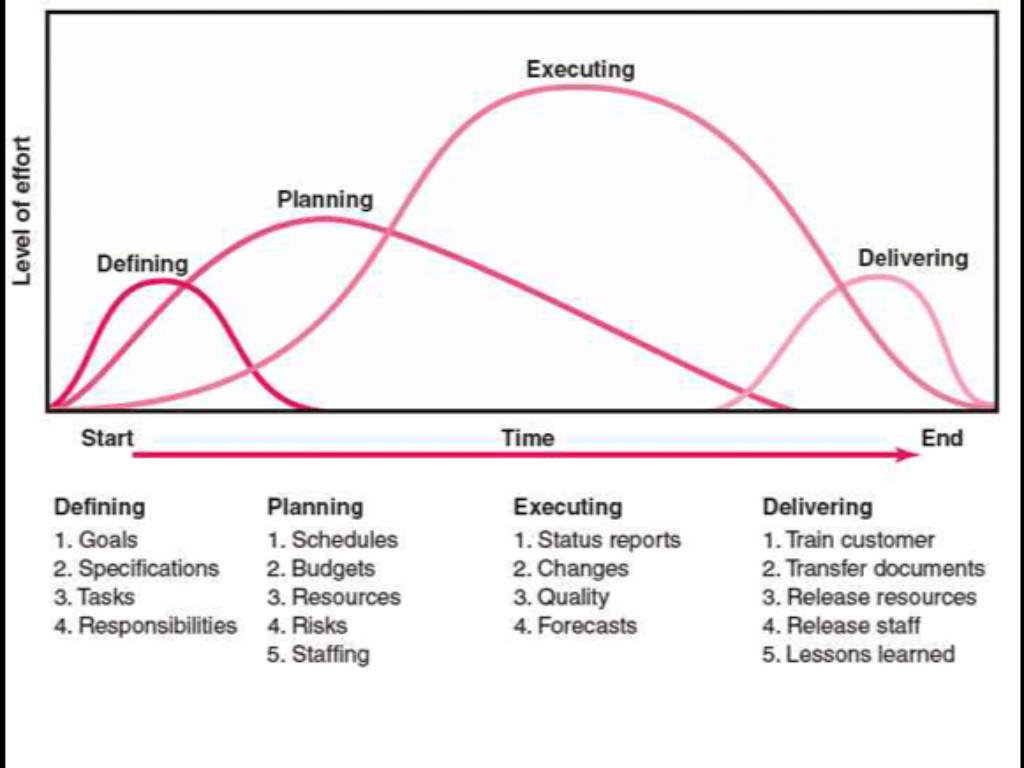 Executing
Planning
Defining
Delivering
Level of effort
Start
Time
End
Defining
1. Goals
2. Specifications
3. Tasks
4. Responsibilities
Planning
1. Schedules
2. Budgets
3. Resources
4. Risks
5. Staffing
Executing
1. Status reports
2. Changes
3. Quality
4. Forecasts
Delivering
1. Train customer
2. Transfer documents
3. Release resources
4. Release staff
5. Lessons learned